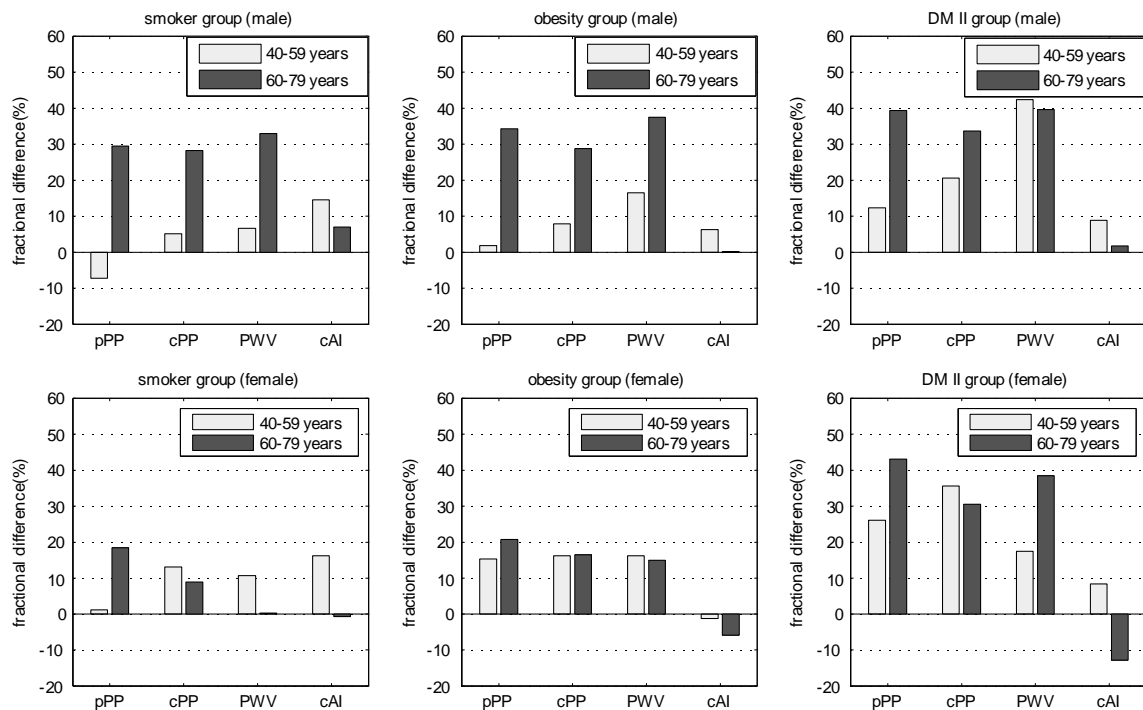 smoker group (male)
60
50
40
30
20
10
0
-10
-20
fractional difference(%)
40-59 years
60-79 years
pPP cPP PWV cAI
obesity group (male)
60
50
40
30
20
10
0
-10
-20
fractional difference(%)
40-59 years
60-79 years
pPP cPP PWV cAI
DM II group (male)
60
50
40
30
20
10
0
-10
-20
fractional difference(%)
40-59 years
60-79 years
pPP cPP PWV cAI
smoker group (female)
60
50
40
30
20
10
0
-10
-20
fractional difference(%)
40-59 years
60-79 years
pPP cPP PWV cAI
obesity group (female)
60
50
40
30
20
10
0
-10
-20
fractional difference(%)
40-59 years
60-79 years
pPP cPP PWV cAI
DM II group (female)
60
50
40
30
20
10
0
-10
-20
fractional difference(%)
40-59 years
60-79 years
pPP cPP PWV cAI